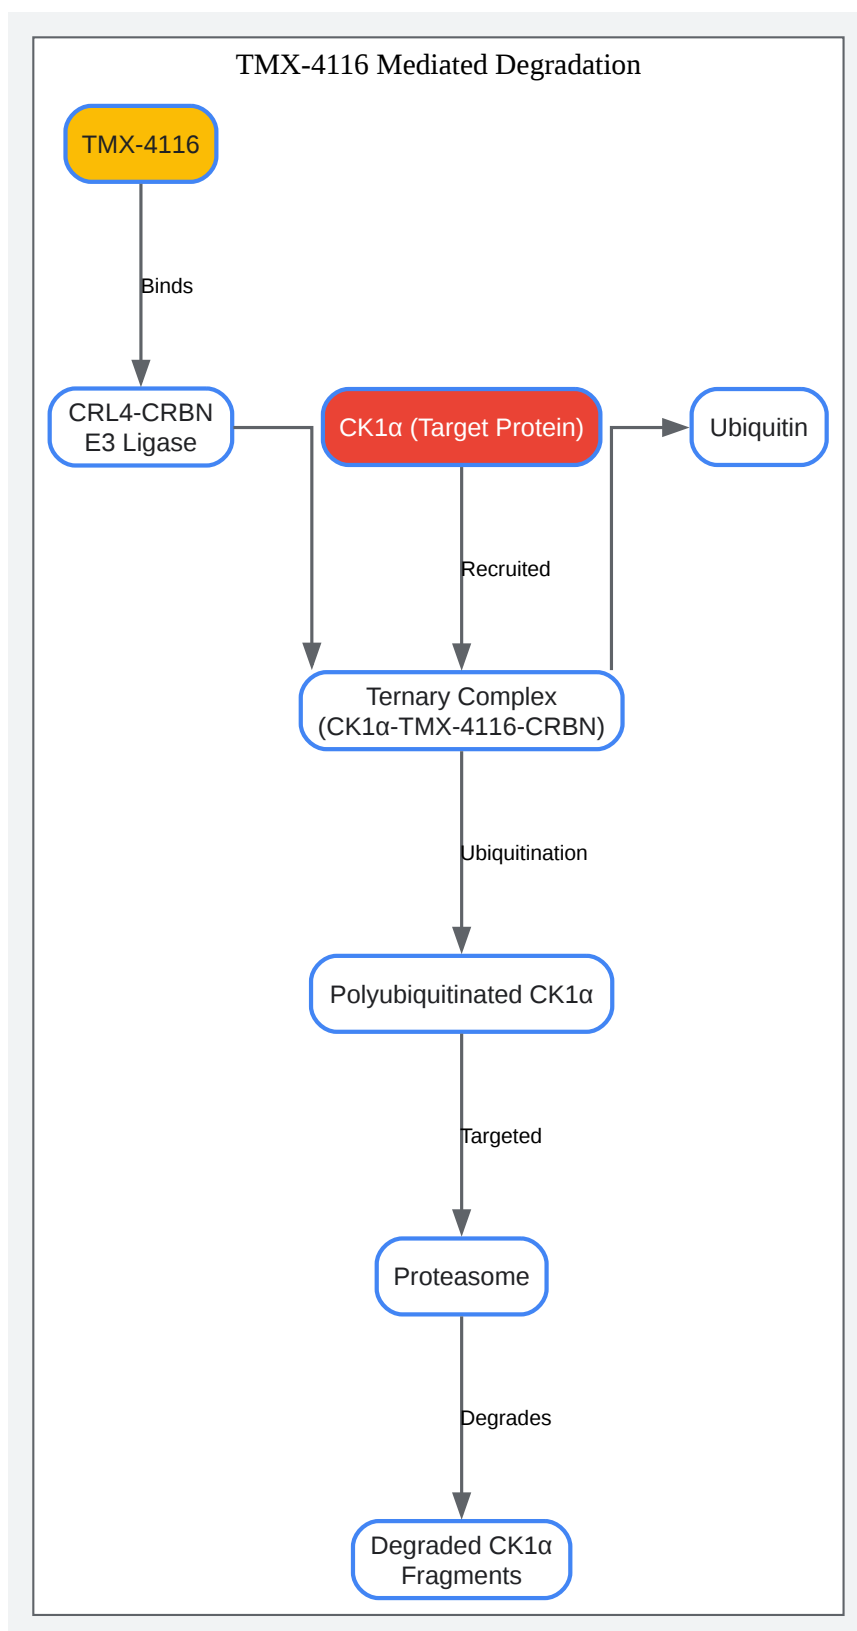 TMX-4116 Mediated Degradation
TMX-4116
Binds
CRL4-CRBN
E3 Ligase
CK1α (Target Protein)
Ubiquitin
Recruited
Ternary Complex
(CK1α-TMX-4116-CRBN)
Ubiquitination
Polyubiquitinated CK1α
Targeted
Proteasome
Degrades
Degraded CK1α
Fragments